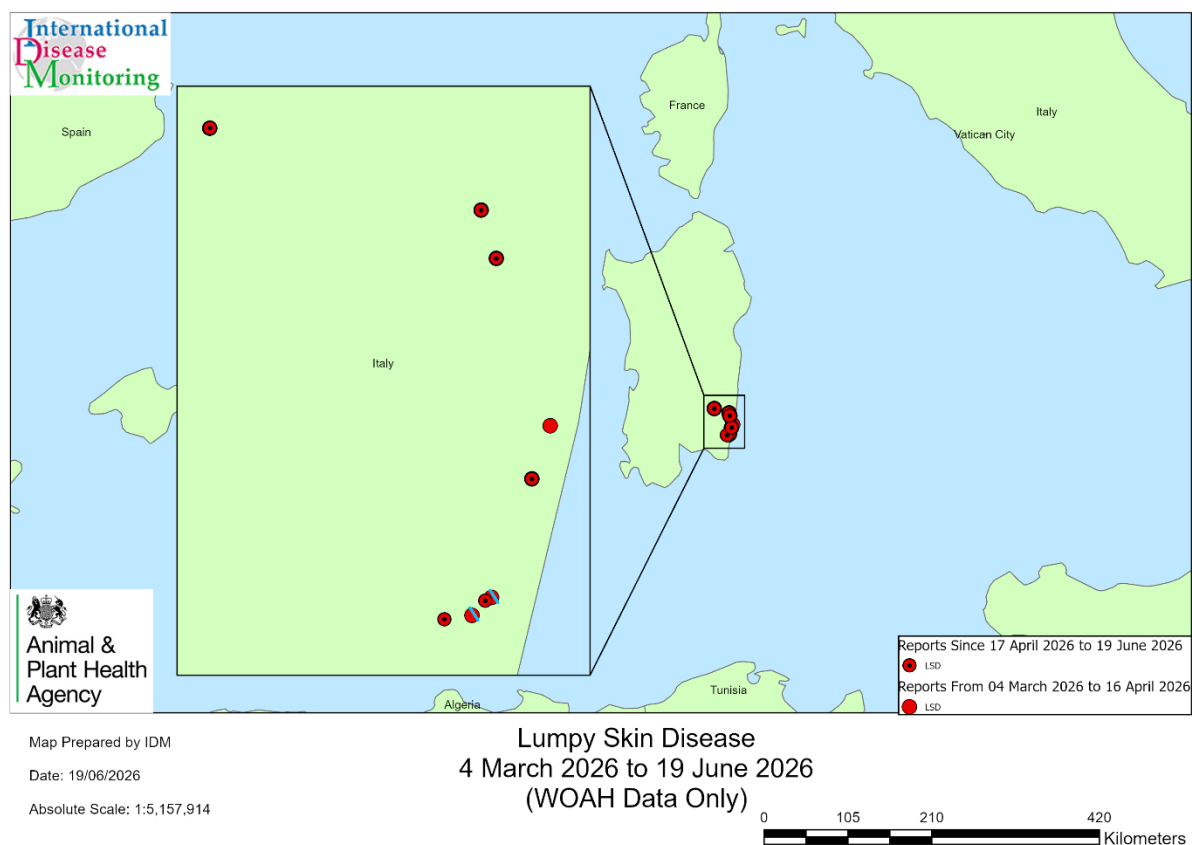 International
Disease
Monitoring
Spain
France
Italy
Vatican City
Italy
Animal &
Plant Health
Agency
Algeria
Tunisia
Reports Since 17 April 2026 to 19 June 2026
LSD
Reports From 04 March 2026 to 16 April 2026
LSD
Map Prepared by IDM
Date: 19/06/2026
Absolute Scale: 1:5,157,914
Lumpy Skin Disease
4 March 2026 to 19 June 2026
(WOAH Data Only)
0 105 210 420
Kilometers